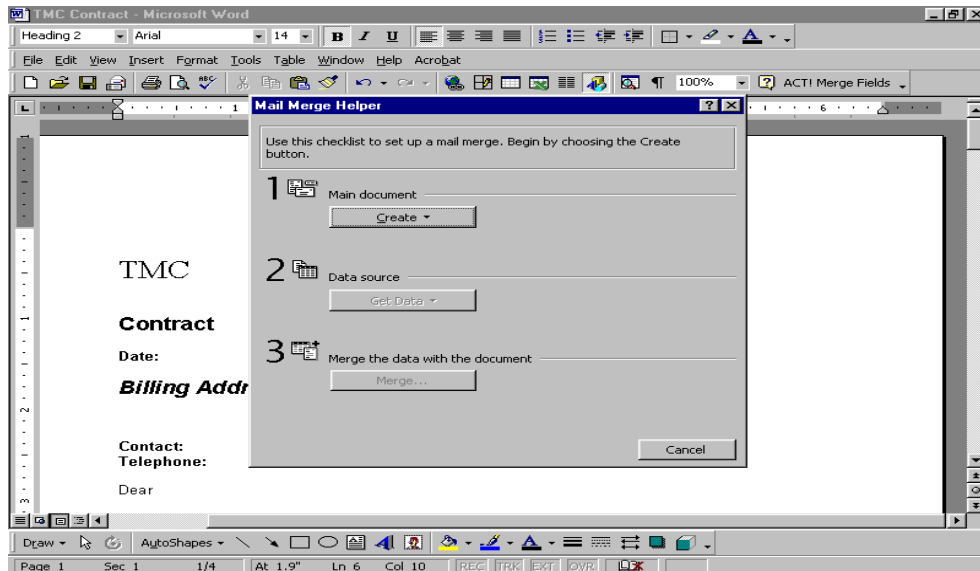 TMC Contract - Microsoft Word
Heading 2 Arial 14 B I U A
File Edit View Insert Format Tools Table Window Help Acrobat
ABC ¶ 100% ACT! Merge Fields
L 1 6
Mail Merge Helper
Use this checklist to set up a mail merge. Begin by choosing the Create
button.
1 Main document
Create
2 Data source
Get Data
3 Merge the data with the document
Merge...
Cancel
TMC
Contract
Date:
Billing Addr
Contact:
Telephone:
Dear
Draw AutoShapes A A
Page 1 Sec 1 1/4 At 1.9" Ln 6 Col 10 REC TRK EXT OVR